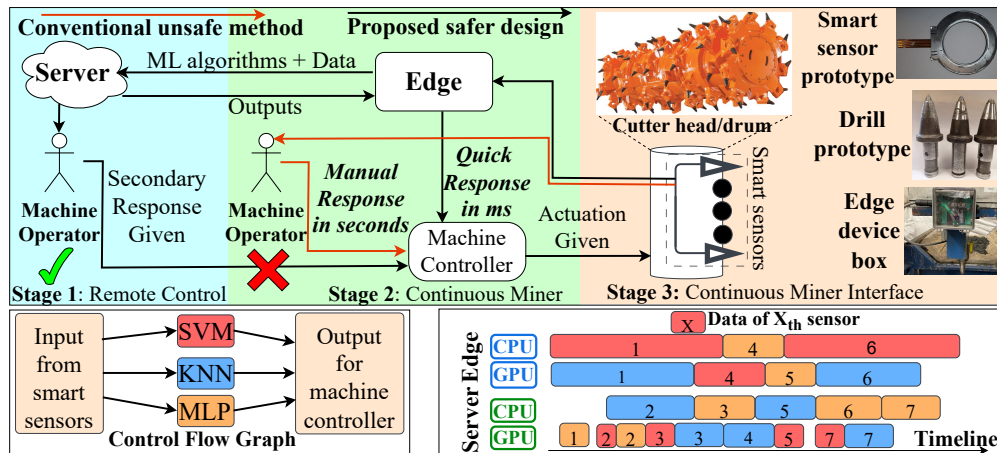 Conventional unsafe method
Proposed safer design
Server
ML algorithms + Data
Edge
Outputs
Machine
Operator
Secondary
Response
Given
Machine
Operator
Manual
Response
in seconds
Quick
Response
in ms
Machine
Controller
Actuation
Given
Cutter head/drum
Smart sensors
Smart
sensor
prototype
Drill
prototype
Edge
device
box
Stage 1: Remote Control
Stage 2: Continuous Miner
Stage 3: Continuous Miner Interface
Input
from
smart
sensors
SVM
KNN
MLP
Output
for
machine
controller
Control Flow Graph
X Data of Xth sensor
Server Edge
CPU 1 4 6
GPU 1 4 5 6
CPU 2 3 5 6 7
GPU 1 2 2 3 3 4 5 7 7
Timeline